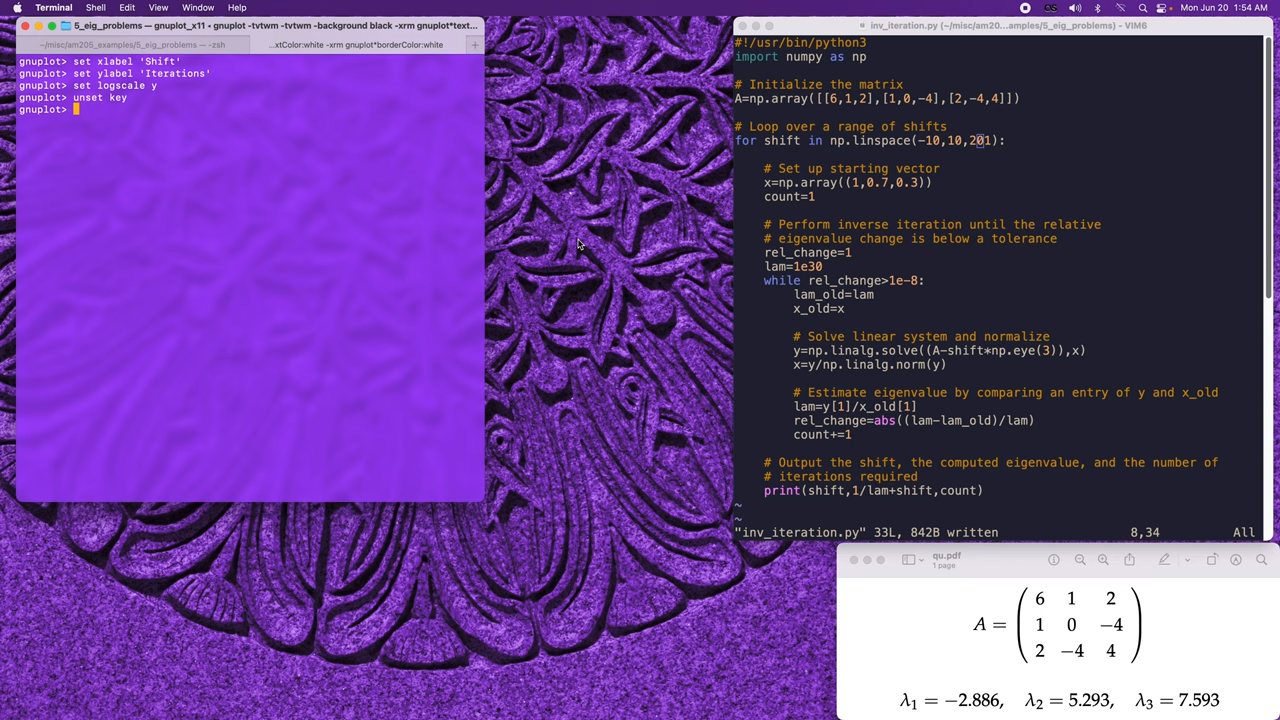 Terminal Shell Edit View Window Help
Mon Jun 20 1:54 AM
5_eig_problems — gnuplot_x11 ‹ gnuplot -tvtwm -tvtwm -background black -xrm gnuplot*text...
~/misc/am205_examples/5_eig_problems — -zsh
...xtColor:white -xrm gnuplot*borderColor:white
gnuplot> set xlabel 'Shift'
gnuplot> set ylabel 'Iterations'
gnuplot> set logscale y
gnuplot> unset key
gnuplot>
inv_iteration.py (~/misc/am20...amples/5_eig_problems) - VIM6
#!/usr/bin/python3
import numpy as np
# Initialize the matrix
A=np.array([[6,1,2],[1,0,-4],[2,-4,4]])
# Loop over a range of shifts
for shift in np.linspace(-10,10,201):
# Set up starting vector
x=np.array((1,0.7,0.3))
count=1
# Perform inverse iteration until the relative
# eigenvalue change is below a tolerance
rel_change=1
lam=1e30
while rel_change>1e-8:
lam_old=lam
x_old=x
# Solve linear system and normalize
y=np.linalg.solve((A-shift*np.eye(3)),x)
x=y/np.linalg.norm(y)
# Estimate eigenvalue by comparing an entry of y and x_old
lam=y[1]/x_old[1]
rel_change=abs((lam-lam_old)/lam)
count+=1
# Output the shift, the computed eigenvalue, and the number of
# iterations required
print(shift,1/lam+shift,count)
~
~
"inv_iteration.py" 33L, 842B written 8,34 All
qu.pdf
1 page
6 1 2
A = 1 0 −4
2 −4 4
λ1 = −2.886, λ2 = 5.293, λ3 = 7.593